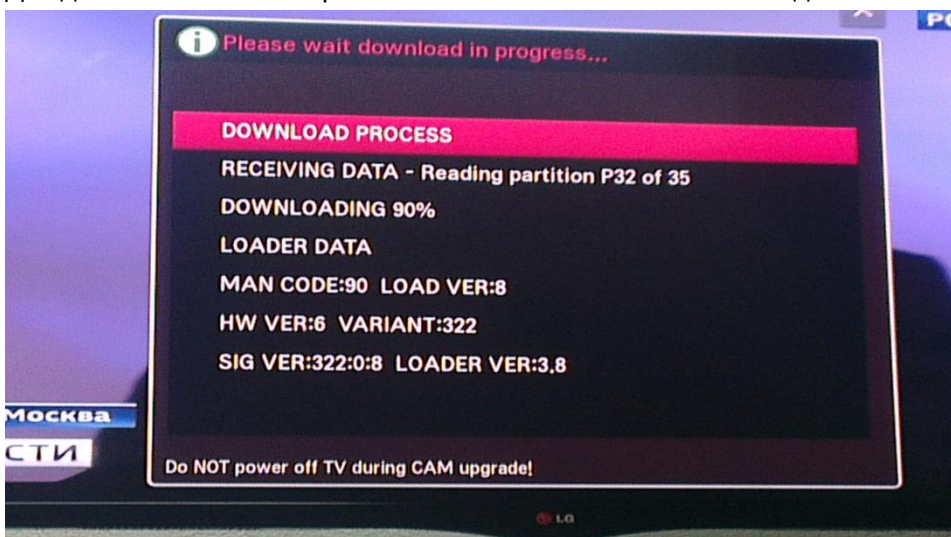 РО
Please wait download in progress...
DOWNLOAD PROCESS
RECEIVING DATA - Reading partition P32 of 35
DOWNLOADING 90%
LOADER DATA
MAN CODE:90 LOAD VER:8
HW VER:6 VARIANT:322
SIG VER:322:0:8 LOADER VER:3.8
Москва
СТИ
Do NOT power off TV during CAM upgrade!
LG